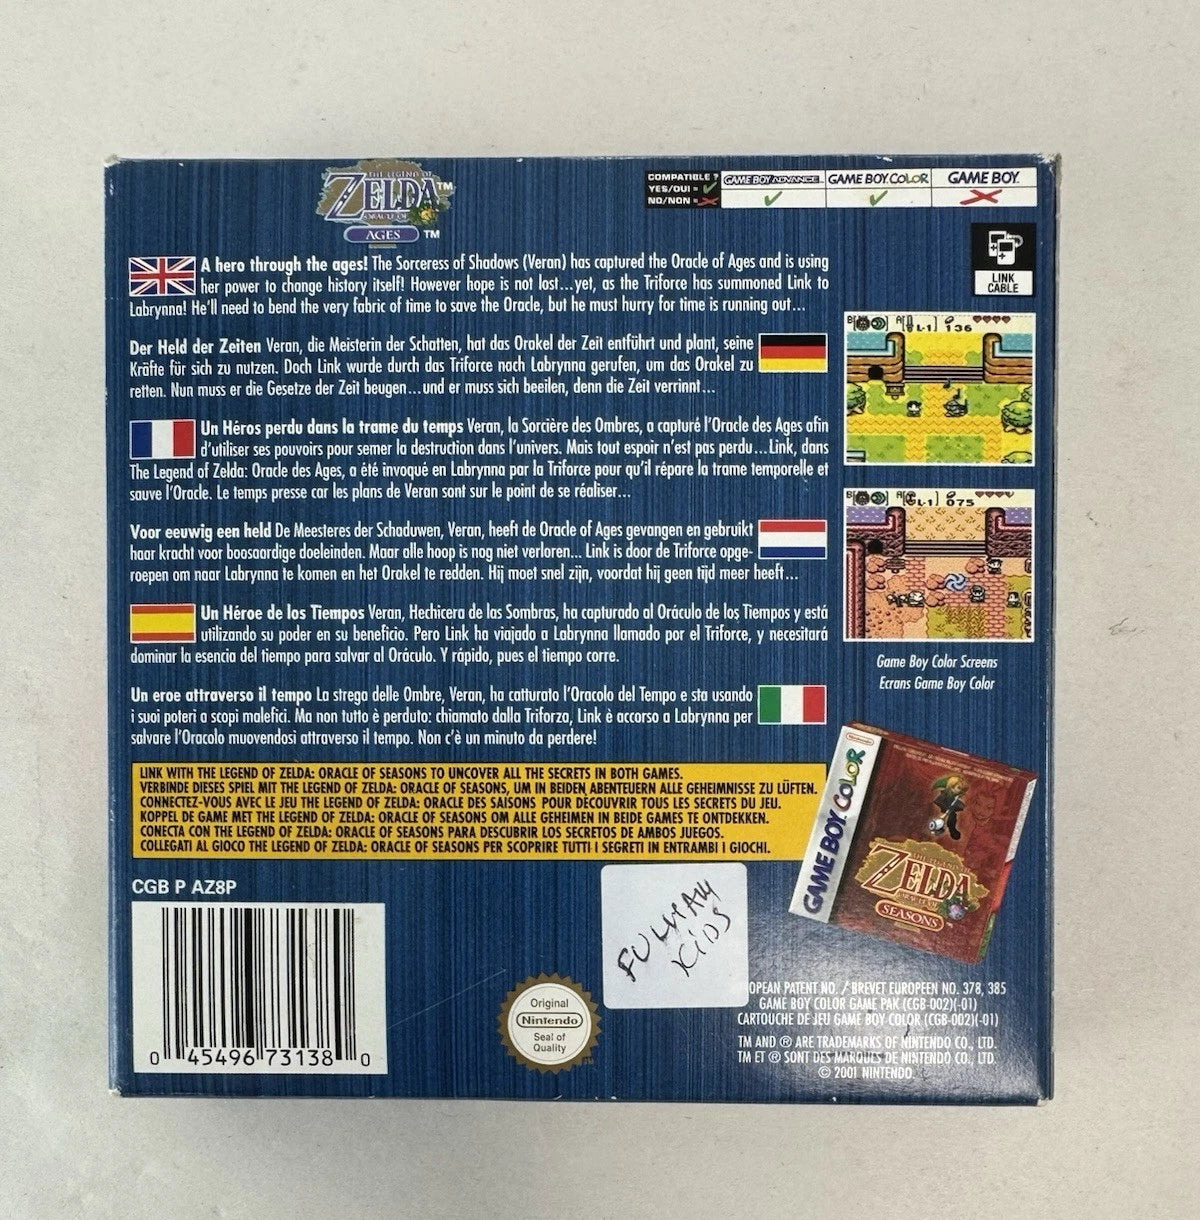 THE LEGEND OF
ZELDA™
ORACLE OF
AGES ™
COMPATIBLE ?
YES/OUI = ✓
NO/NON = ✗
GAME BOY ADVANCE
GAME BOY COLOR
GAME BOY
LINK
CABLE
A hero through the ages! The Sorceress of Shadows (Veran) has captured the Oracle of Ages and is using
her power to change history itself! However hope is not lost...yet, as the Triforce has summoned Link to
Labrynna! He'll need to bend the very fabric of time to save the Oracle, but he must hurry for time is running out...
Der Held der Zeiten Veran, die Meisterin der Schatten, hat das Orakel der Zeit entführt und plant, seine
Kräfte für sich zu nutzen. Doch Link wurde durch das Triforce nach Labrynna gerufen, um das Orakel zu
retten. Nun muss er die Gesetze der Zeit beugen...und er muss sich beeilen, denn die Zeit verrinnt...
Un Héros perdu dans la trame du temps Veran, la Sorcière des Ombres, a capturé l'Oracle des Ages afin
d'utiliser ses pouvoirs pour semer la destruction dans l'univers. Mais tout espoir n'est pas perdu...Link, dans
The Legend of Zelda: Oracle des Ages, a été invoqué en Labrynna par la Triforce pour qu'il répare la trame temporelle et
sauve l'Oracle. Le temps presse car les plans de Veran sont sur le point de se réaliser...
Voor eeuwig een held De Meesteres der Schaduwen, Veran, heeft de Oracle of Ages gevangen en gebruikt
haar kracht voor boosaardige doeleinden. Maar alle hoop is nog niet verloren... Link is door de Triforce opge-
roepen om naar Labrynna te komen en het Orakel te redden. Hij moet snel zijn, voordat hij geen tijd meer heeft...
Un Héroe de los Tiempos Veran, Hechicera de las Sombras, ha capturado al Oráculo de los Tiempos y está
utilizando su poder en su beneficio. Pero Link ha viajado a Labrynna llamado por el Triforce, y necesitará
dominar la esencia del tiempo para salvar al Oráculo. Y rápido, pues el tiempo corre.
Un eroe attraverso il tempo La strega delle Ombre, Veran, ha catturato l'Oracolo del Tempo e sta usando
i suoi poteri a scopi malefici. Ma non tutto è perduto: chiamato dalla Triforza, Link è accorso a Labrynna per
salvare l'Oracolo muovendosi attraverso il tempo. Non c'è un minuto da perdere!
B A L-1 136
B A L-1 075
Game Boy Color Screens
Ecrans Game Boy Color
LINK WITH THE LEGEND OF ZELDA: ORACLE OF SEASONS TO UNCOVER ALL THE SECRETS IN BOTH GAMES.
VERBINDE DIESES SPIEL MIT THE LEGEND OF ZELDA: ORACLE OF SEASONS, UM IN BEIDEN ABENTEUERN ALLE GEHEIMNISSE ZU LÜFTEN.
CONNECTEZ-VOUS AVEC LE JEU THE LEGEND OF ZELDA: ORACLE DES SAISONS POUR DÉCOUVRIR TOUS LES SECRETS DU JEU.
KOPPEL DE GAME MET THE LEGEND OF ZELDA: ORACLE OF SEASONS OM ALLE GEHEIMEN IN BEIDE GAMES TE ONTDEKKEN.
CONECTA CON THE LEGEND OF ZELDA: ORACLE OF SEASONS PARA DESCUBRIR LOS SECRETOS DE AMBOS JUEGOS.
COLLEGATI AL GIOCO THE LEGEND OF ZELDA: ORACLE OF SEASONS PER SCOPRIRE TUTTI I SEGRETI IN ENTRAMBI I GIOCHI.
Nintendo
GAME BOY COLOR
THE LEGEND OF
ZELDA
ORACLE OF
SEASONS
CGB P AZ8P
0 45496 73138 0
Original
Nintendo
Seal of
Quality
FULHAM
KIDS
OPEAN PATENT NO. / BREVET EUROPEEN NO. 378, 385
GAME BOY COLOR GAME PAK (CGB-002)(-01)
CARTOUCHE DE JEU GAME BOY COLOR (CGB-002)(-01)
TM AND ® ARE TRADEMARKS OF NINTENDO CO., LTD.
TM ET ® SONT DES MARQUES DE NINTENDO CO., LTD.
© 2001 NINTENDO.